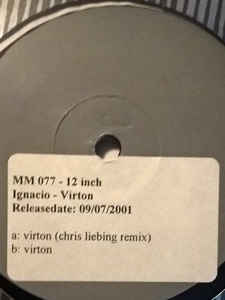 MM 077 - 12 inch
Ignacio - Virton
Releasedate: 09/07/2001
a: virton (chris liebing remix)
b: virton